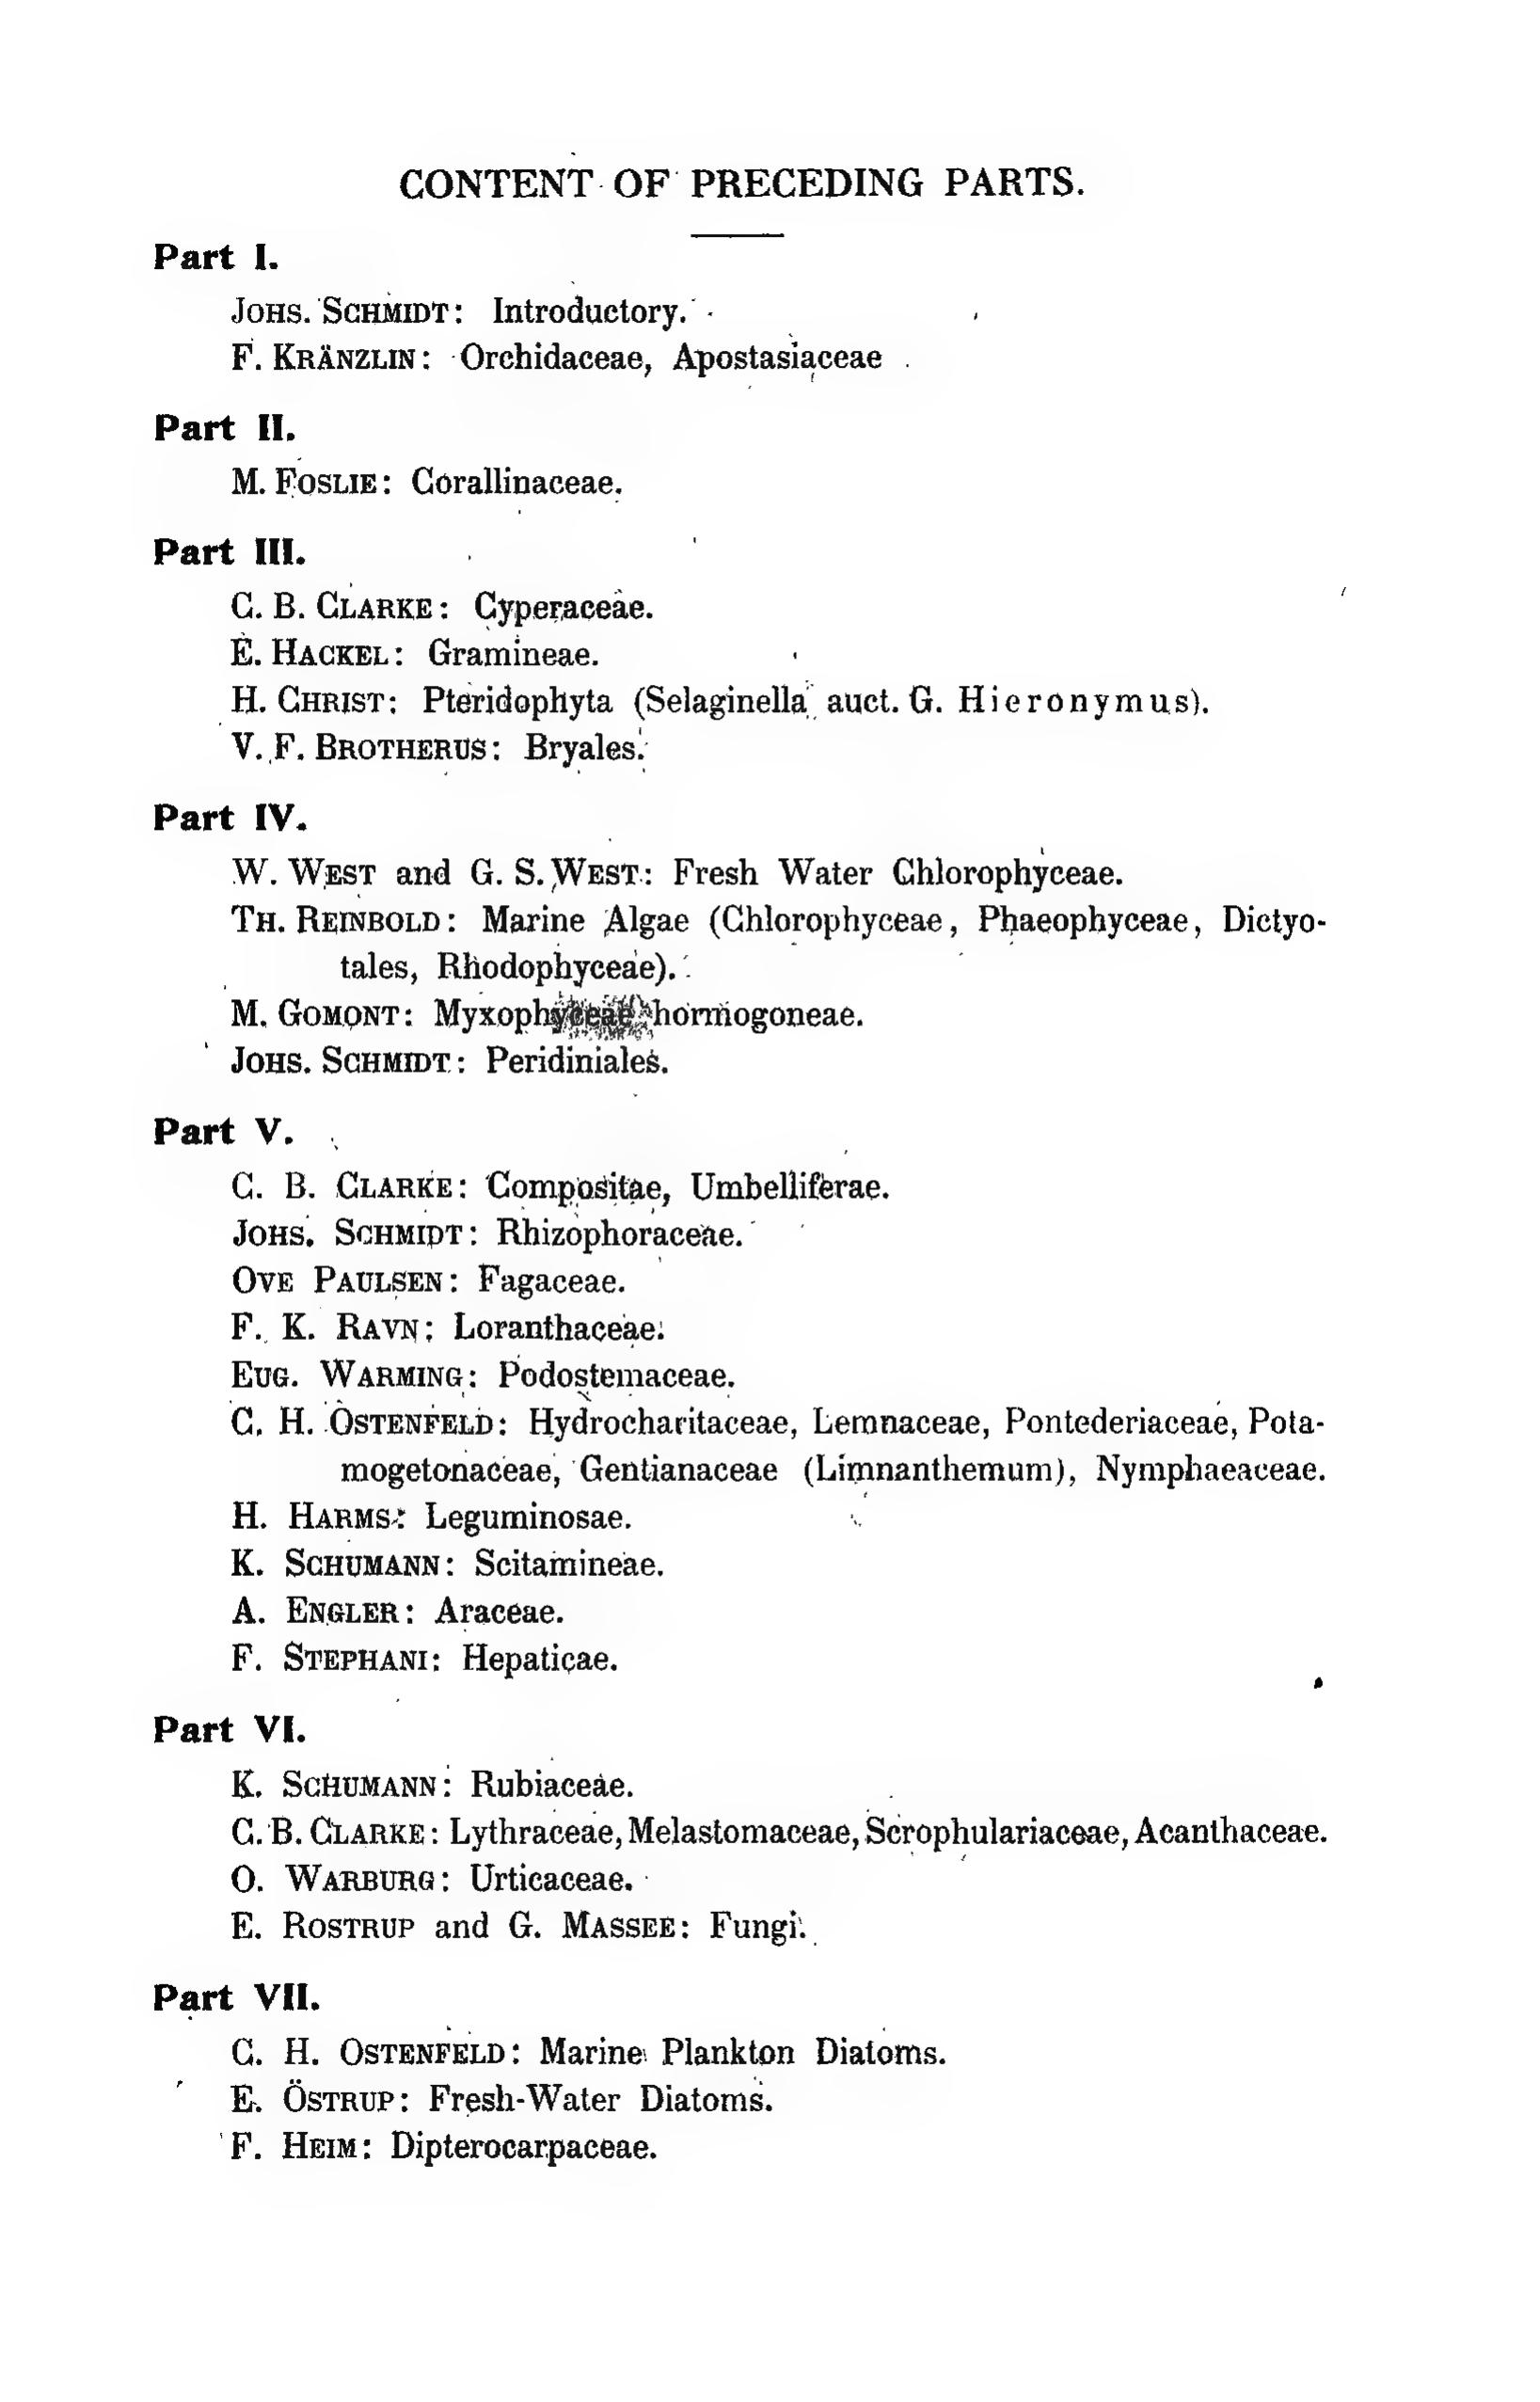 CONTENT OF PRECEDING PARTS.
Part I.
JOHS. SCHMIDT: Introductory.
F. KRÄNZLIN: Orchidaceae, Apostasiaceae
Part II.
M. FOSLIE: Corallinaceae.
Part III.
C. B. CLARKE: Cyperaceae.
E. HACKEL: Gramineae.
H. CHRIST: Pteridophyta (Selaginella auct. G. Hieronymus).
V. F. BROTHERUS: Bryales.
Part IV.
W. WEST and G. S. WEST: Fresh Water Chlorophyceae.
TH. REINBOLD: Marine Algae (Chlorophyceae, Phaeophyceae, Dictyo-
tales, Rhodophyceae).
M. GOMONT: Myxophyceae hormogoneae.
JOHS. SCHMIDT: Peridiniales.
Part V.
C. B. CLARKE: Compositae, Umbelliferae.
JOHS. SCHMIDT: Rhizophoraceae.
OVE PAULSEN: Fagaceae.
F. K. RAVN: Loranthaceae.
EUG. WARMING: Podostemaceae.
C. H. OSTENFELD: Hydrocharitaceae, Lemnaceae, Pontederiaceae, Pota-
mogetonaceae, Gentianaceae (Limnanthemum), Nymphaeaceae.
H. HARMS: Leguminosae.
K. SCHUMANN: Scitamineae.
A. ENGLER: Araceae.
F. STEPHANI: Hepaticae.
Part VI.
K. SCHUMANN: Rubiaceae.
C. B. CLARKE: Lythraceae, Melastomaceae, Scrophulariaceae, Acanthaceae.
O. WARBURG: Urticaceae.
E. ROSTRUP and G. MASSEE: Fungi.
Part VII.
C. H. OSTENFELD: Marine Plankton Diatoms.
E. ÖSTRUP: Fresh-Water Diatoms.
F. HEIM: Dipterocarpaceae.